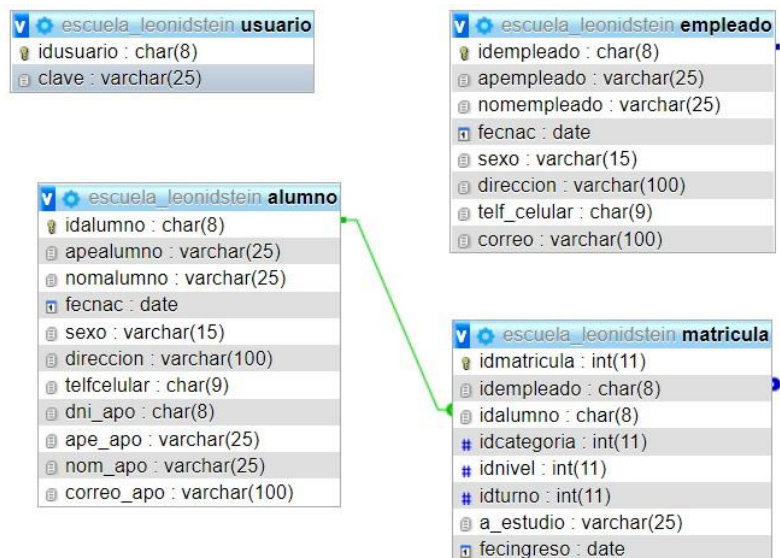 escuela_leonidstein usuario
idusuario : char(8)
clave : varchar(25)
escuela_leonidstein empleado
idempleado : char(8)
apempleado : varchar(25)
nomempleado : varchar(25)
fecnac : date
sexo : varchar(15)
direccion : varchar(100)
telf_celular : char(9)
correo : varchar(100)
escuela_leonidstein alumno
idalumno : char(8)
apealumno : varchar(25)
nomalumno : varchar(25)
fecnac : date
sexo : varchar(15)
direccion : varchar(100)
telfcelular : char(9)
dni_apo : char(8)
ape_apo : varchar(25)
nom_apo : varchar(25)
correo_apo : varchar(100)
escuela_leonidstein matricula
idmatricula : int(11)
idempleado : char(8)
idalumno : char(8)
# idcategoria : int(11)
# idnivel : int(11)
# idturno : int(11)
a_estudio : varchar(25)
fecingreso : date